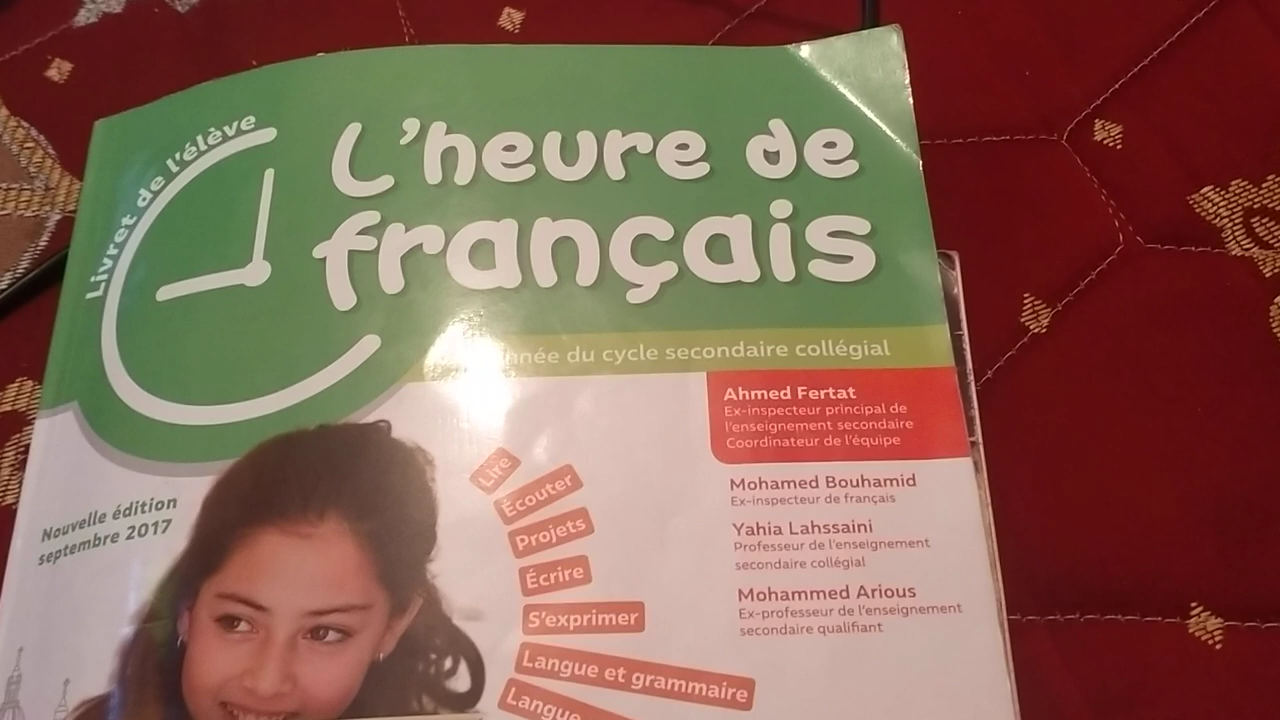 Livret de l'élève
L'heure de
français
du cycle secondaire collégial
Ahmed Fertat
Ex-inspecteur principal de
l'enseignement secondaire
Coordinateur de l'équipe
Mohamed Bouhamid
Ex-inspecteur de français
Yahia Lahssaini
Professeur de l'enseignement
secondaire collégial
Mohammed Arious
Ex-professeur de l'enseignement
secondaire qualifiant
Nouvelle édition
septembre 2017
Lire
Écouter
Projets
Écrire
S'exprimer
Langue et grammaire
Langue